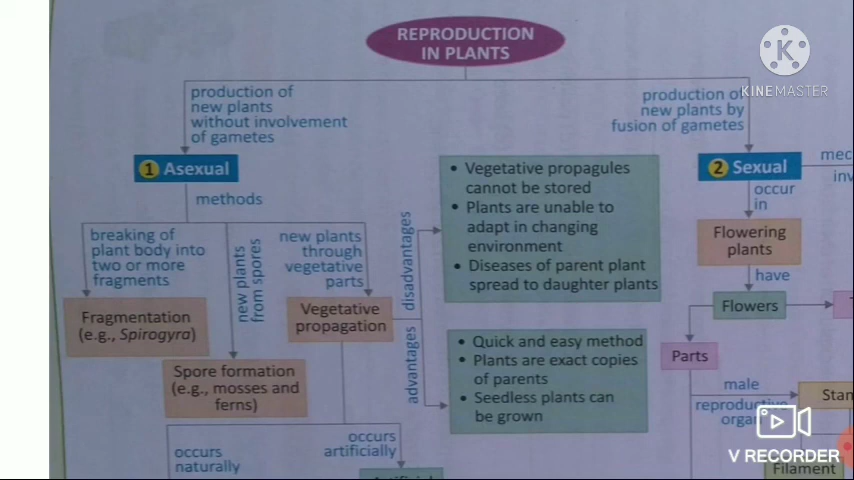 REPRODUCTION
IN PLANTS
production of
new plants
without involvement
of gametes
production of
new plants by
fusion of gametes
1 Asexual
2 Sexual
methods
occur
in
Flowering
plants
have
Flowers
Parts
male
reproductive
organ
Filament
breaking of
plant body into
two or more
fragments
new plants
from spores
new plants
through
vegetative
parts
Fragmentation
(e.g., Spirogyra)
Spore formation
(e.g., mosses and
ferns)
Vegetative
propagation
disadvantages
• Vegetative propagules
cannot be stored
• Plants are unable to
adapt in changing
environment
• Diseases of parent plant
spread to daughter plants
advantages
• Quick and easy method
• Plants are exact copies
of parents
• Seedless plants can
be grown
occurs
naturally
occurs
artificially
KINEMASTER
V RECORDER